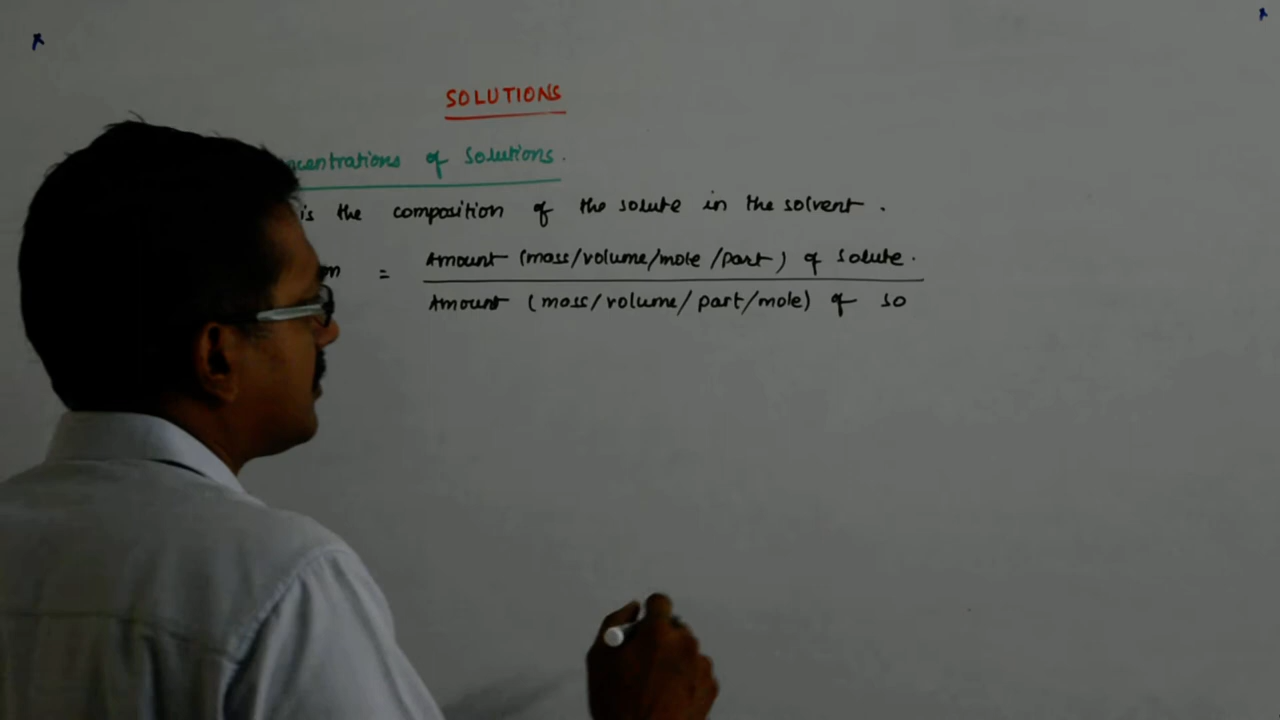 SOLUTIONS
ncentrations of Solutions.
is the composition of the solute in the solvent.
= Amount (mass/volume/mole/part) of solute.
Amount (mass/volume/part/mole) of so